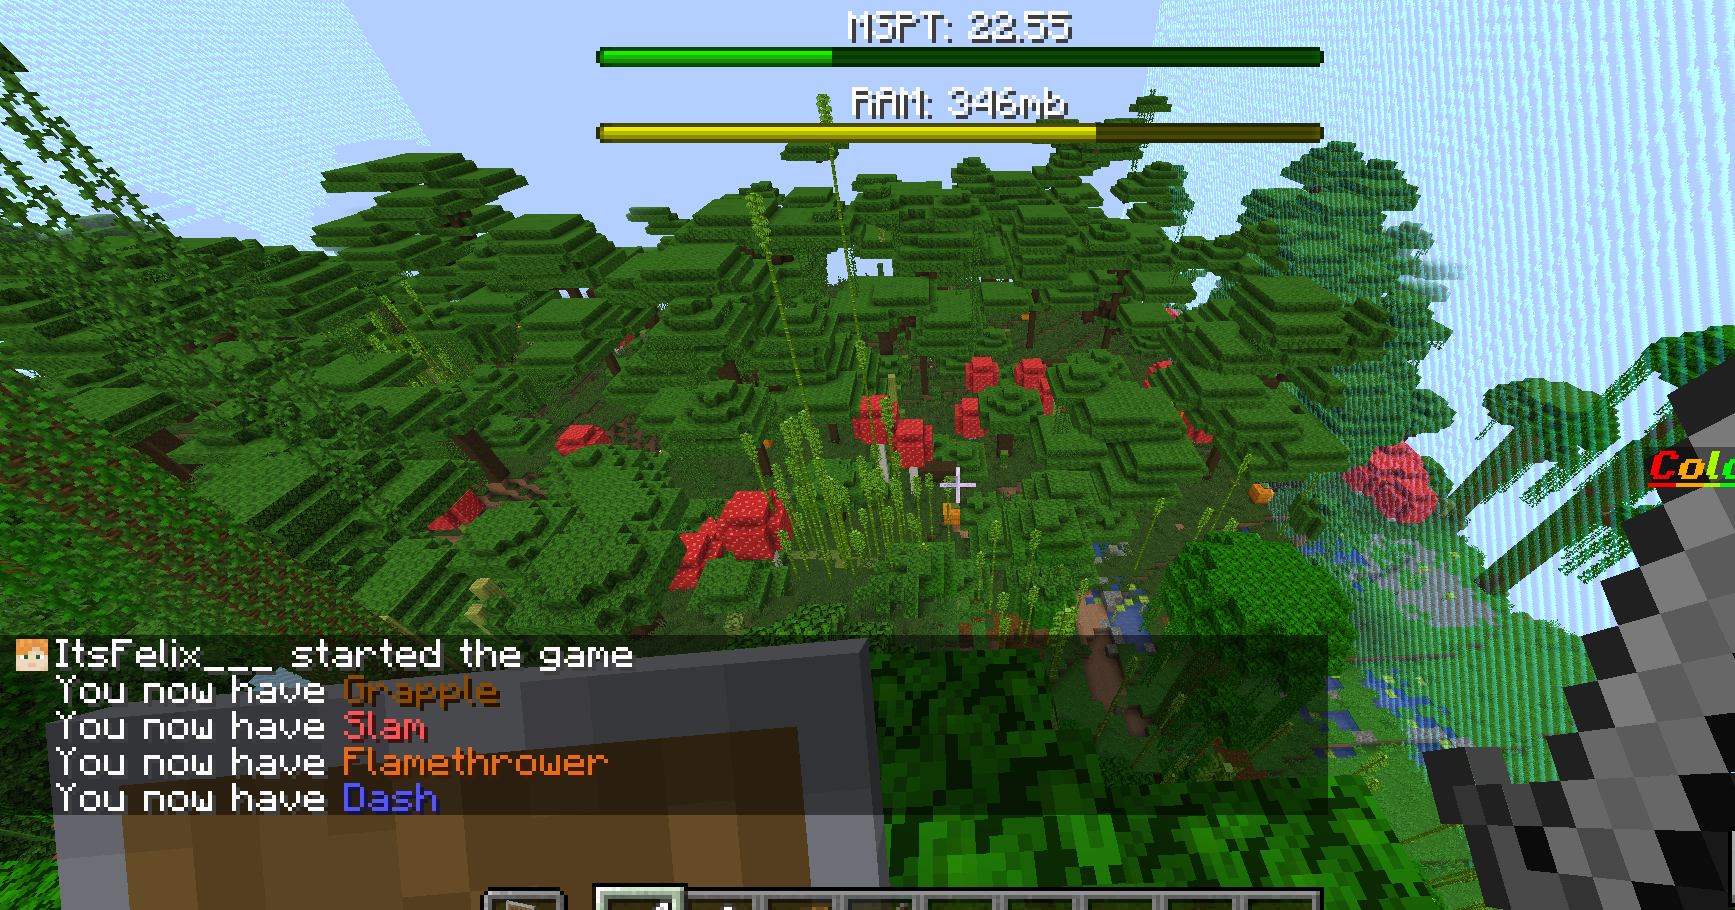 MSPT: 22.55
RAM: 346mb
ItsFelix___ started the game
You now have Grapple
You now have Slam
You now have Flamethrower
You now have Dash